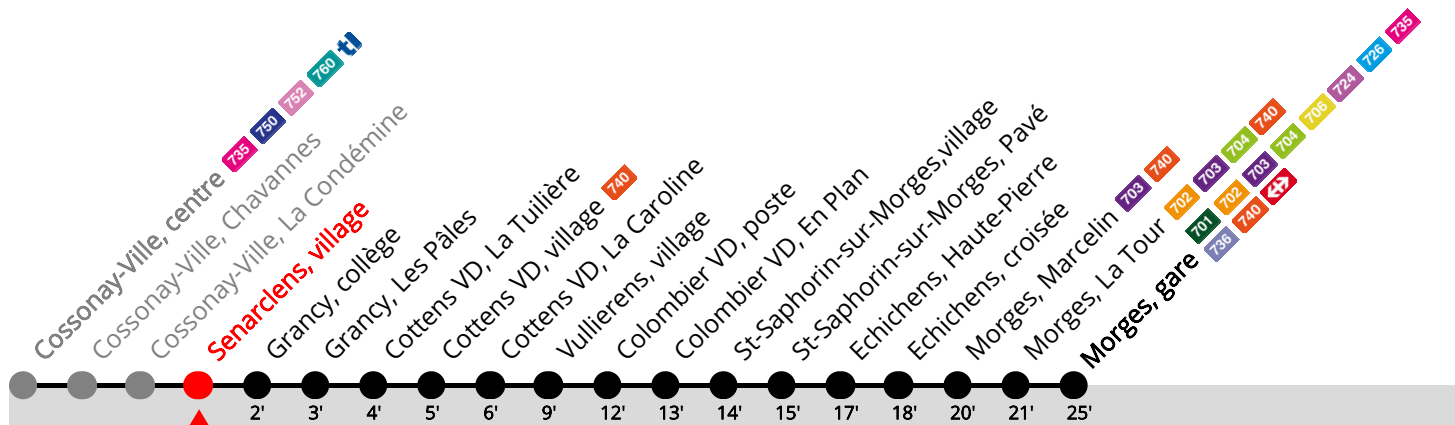 Cossonay-Ville, centre 735 750 752 760 tl
Cossonay-Ville, Chavannes
Cossonay-Ville, La Condémine
Senarclens, village
Grancy, collège
Grancy, Les Pâles
Cottens VD, La Tuilière
Cottens VD, village 740
Cottens VD, La Caroline
Vullierens, village
Colombier VD, poste
Colombier VD, En Plan
St-Saphorin-sur-Morges,village
St-Saphorin-sur-Morges, Pavé
Echichens, Haute-Pierre
Echichens, croisée
Morges, Marcelin 703 740
Morges, La Tour 702 703 704 740
Morges, gare 701 702 703 704 706 724 726 735
736 740
2' 3' 4' 5' 6' 9' 12' 13' 14' 15' 17' 18' 20' 21' 25'